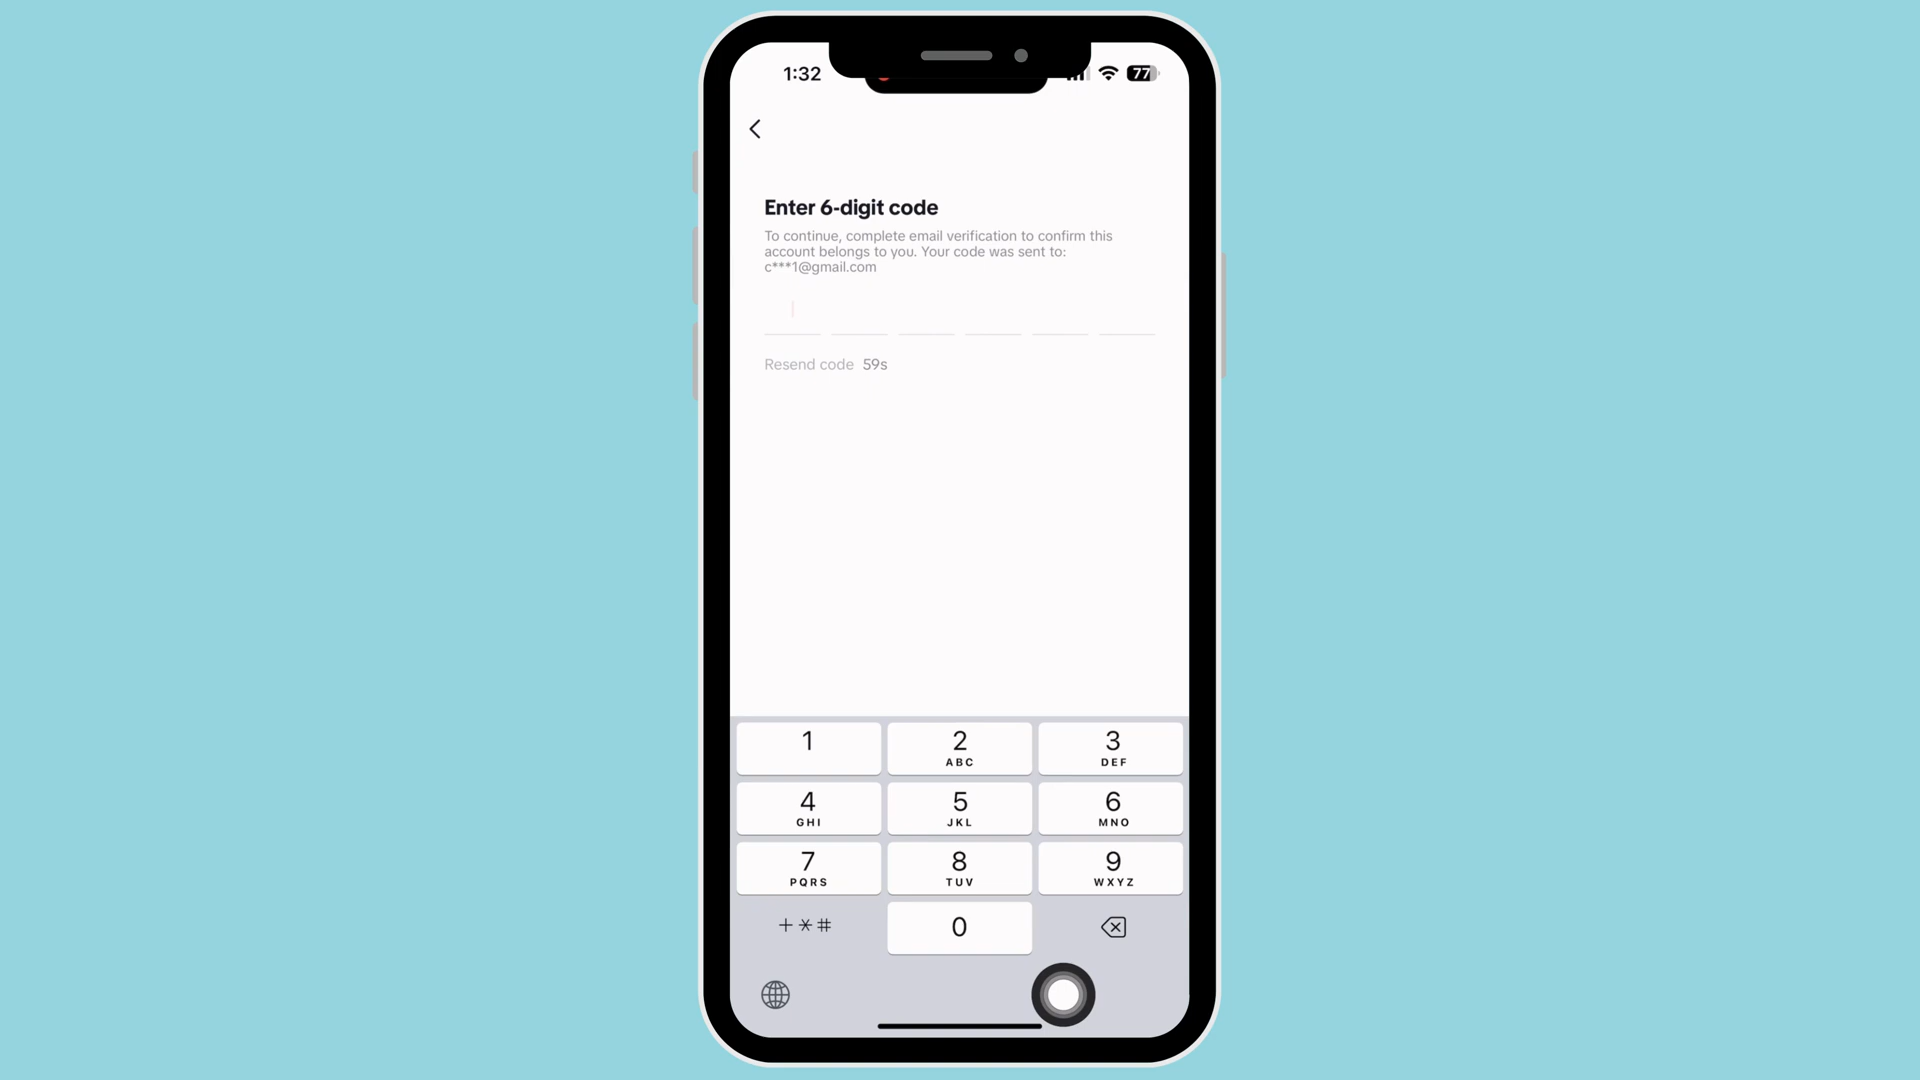 1:32
77
Enter 6-digit code
To continue, complete email verification to confirm this
account belongs to you. Your code was sent to:
c***1@gmail.com
Resend code 59s
1
2
3
ABC
DEF
4
5
6
GHI
JKL
MNO
7
8
9
PQRS
TUV
WXYZ
+*#
0